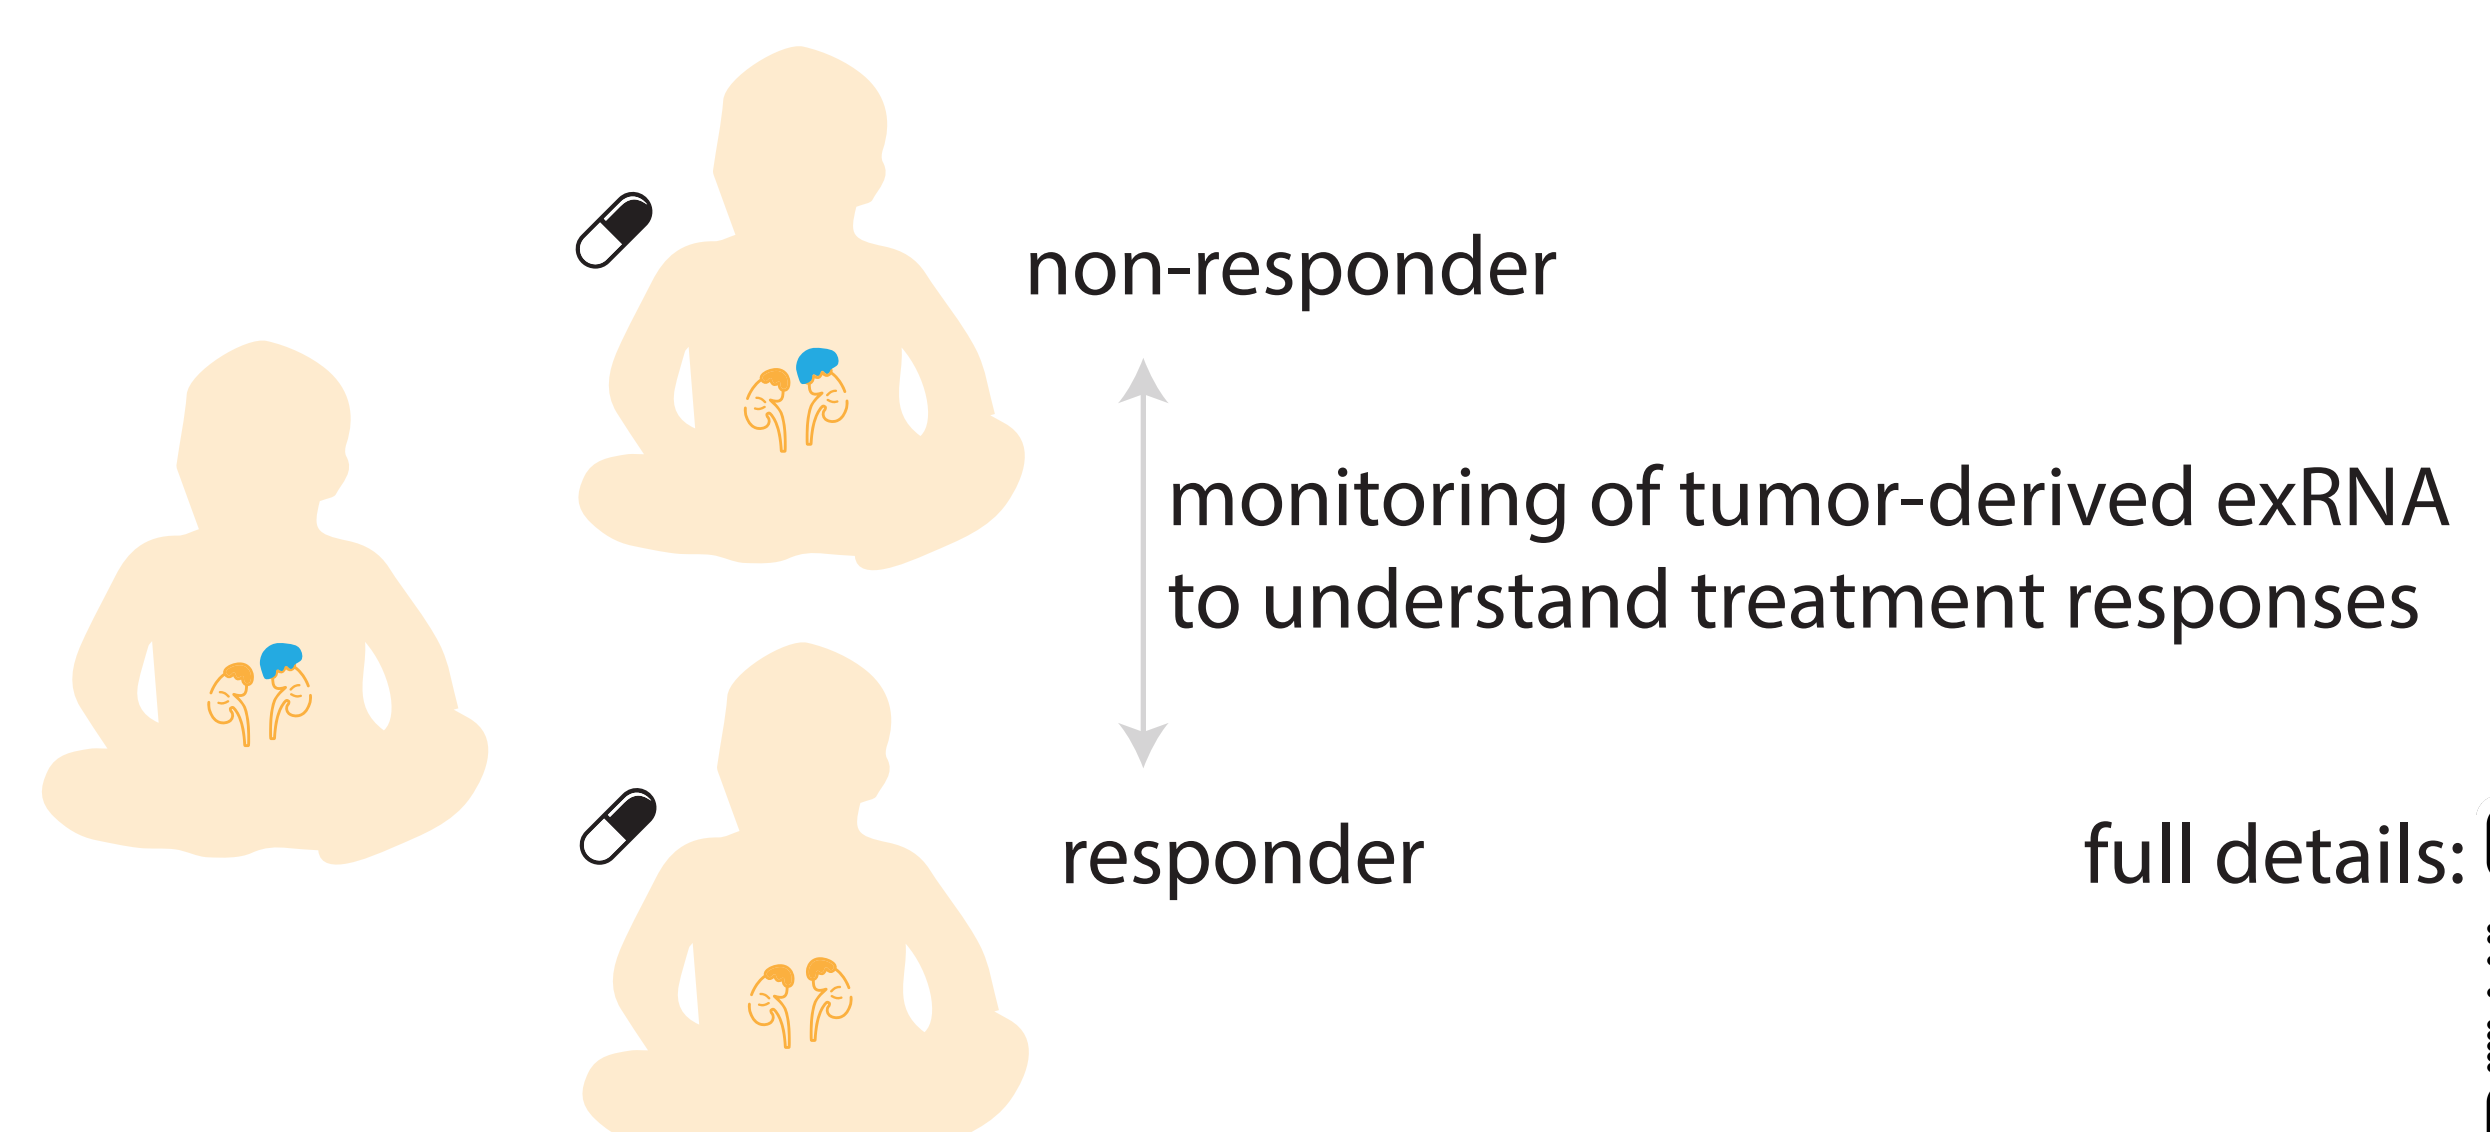 non-responder
monitoring of tumor-derived exRNA
to understand treatment responses
responder
full details: